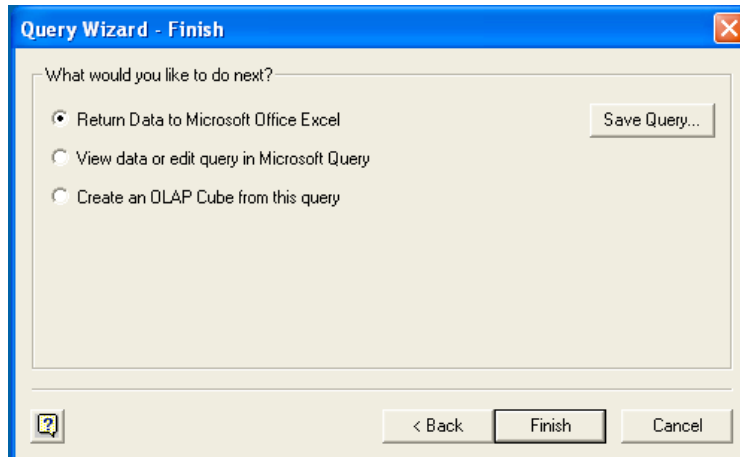 Query Wizard - Finish
What would you like to do next?
Return Data to Microsoft Office Excel
Save Query...
View data or edit query in Microsoft Query
Create an OLAP Cube from this query
?
< Back
Finish
Cancel